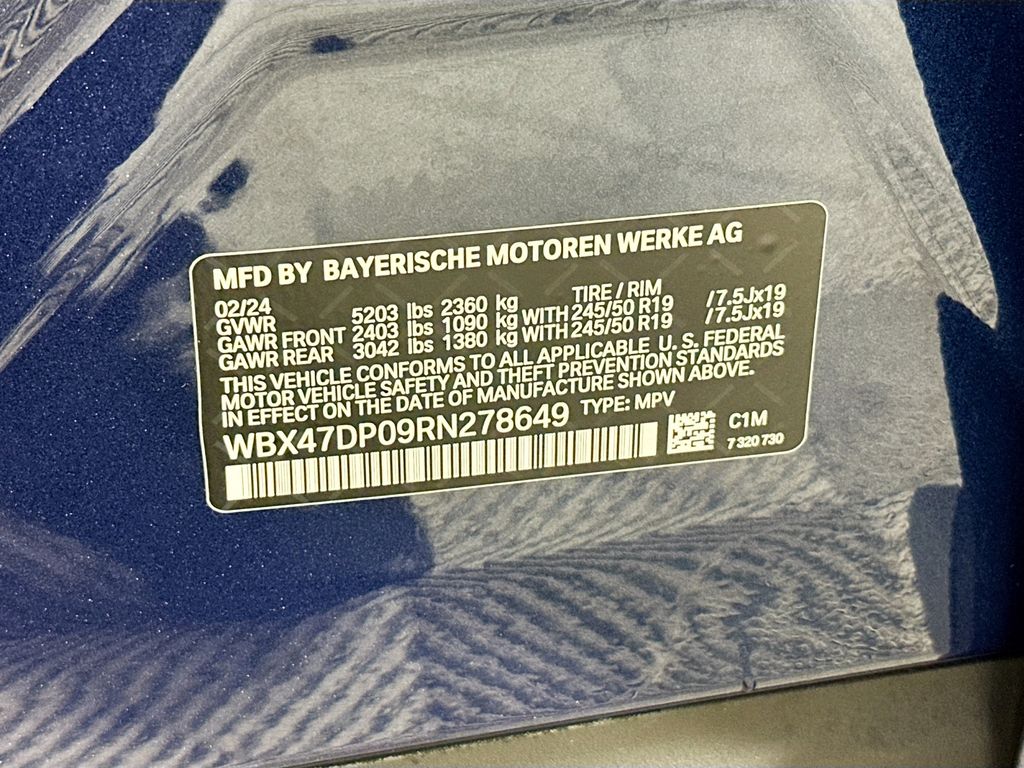 MFD BY BAYERISCHE MOTOREN WERKE AG
02/24 TIRE / RIM
GVWR 5203 lbs 2360 kg
GAWR FRONT 2403 lbs 1090 kg WITH 245/50 R19 /7.5Jx19
GAWR REAR 3042 lbs 1380 kg WITH 245/50 R19 /7.5Jx19
THIS VEHICLE CONFORMS TO ALL APPLICABLE U. S. FEDERAL
MOTOR VEHICLE SAFETY AND THEFT PREVENTION STANDARDS
IN EFFECT ON THE DATE OF MANUFACTURE SHOWN ABOVE.
WBX47DP09RN278649 TYPE: MPV
C1M
7 320 730